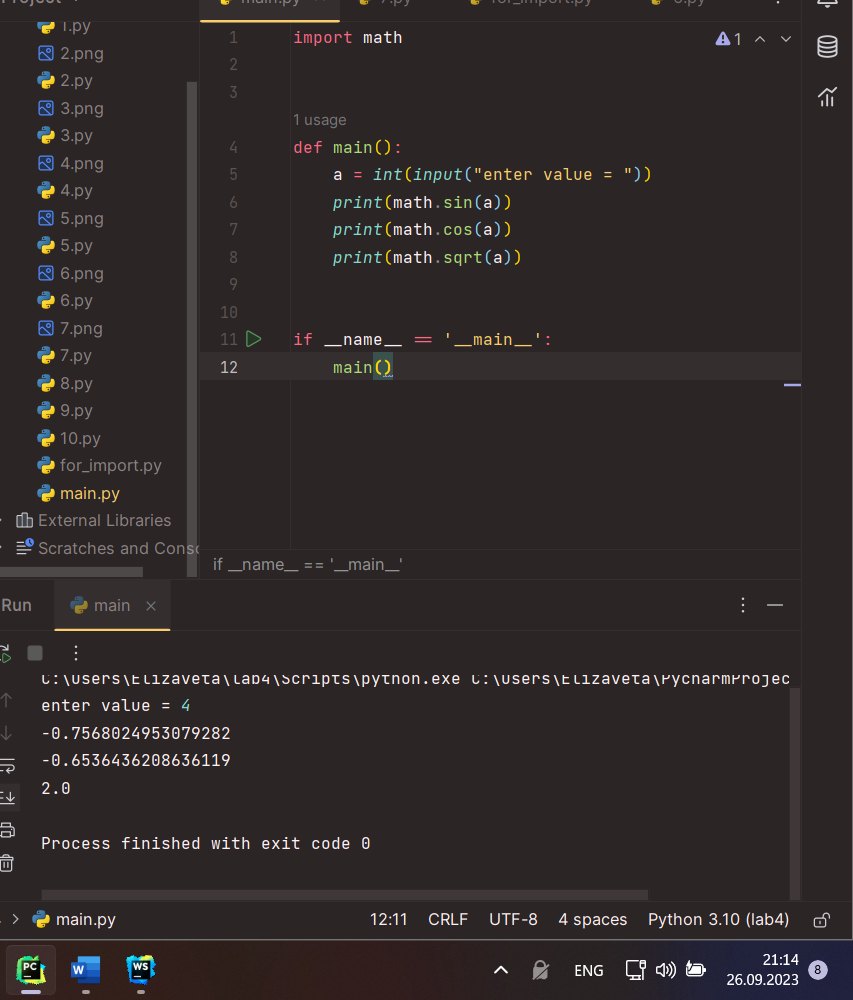 Project
main.py
7.py
for_import.py
6.py
1.py
2.png
2.py
3.png
3.py
4.png
4.py
5.png
5.py
6.png
6.py
7.png
7.py
8.py
9.py
10.py
for_import.py
main.py
External Libraries
Scratches and Conso
1 import math
1
2
3
1 usage
4 def main():
5 a = int(input("enter value = "))
6 print(math.sin(a))
7 print(math.cos(a))
8 print(math.sqrt(a))
9
10
11 if __name__ == '__main__':
12 main()
if __name__ == '__main__'
Run
main
C:\Users\Elizaveta\lab4\Scripts\python.exe C:\Users\Elizaveta\PycharmProjec
enter value = 4
-0.7568024953079282
-0.6536436208636119
2.0
Process finished with exit code 0
main.py
12:11 CRLF UTF-8 4 spaces Python 3.10 (lab4)
PC
W
WS
ENG
21:14
26.09.2023
8